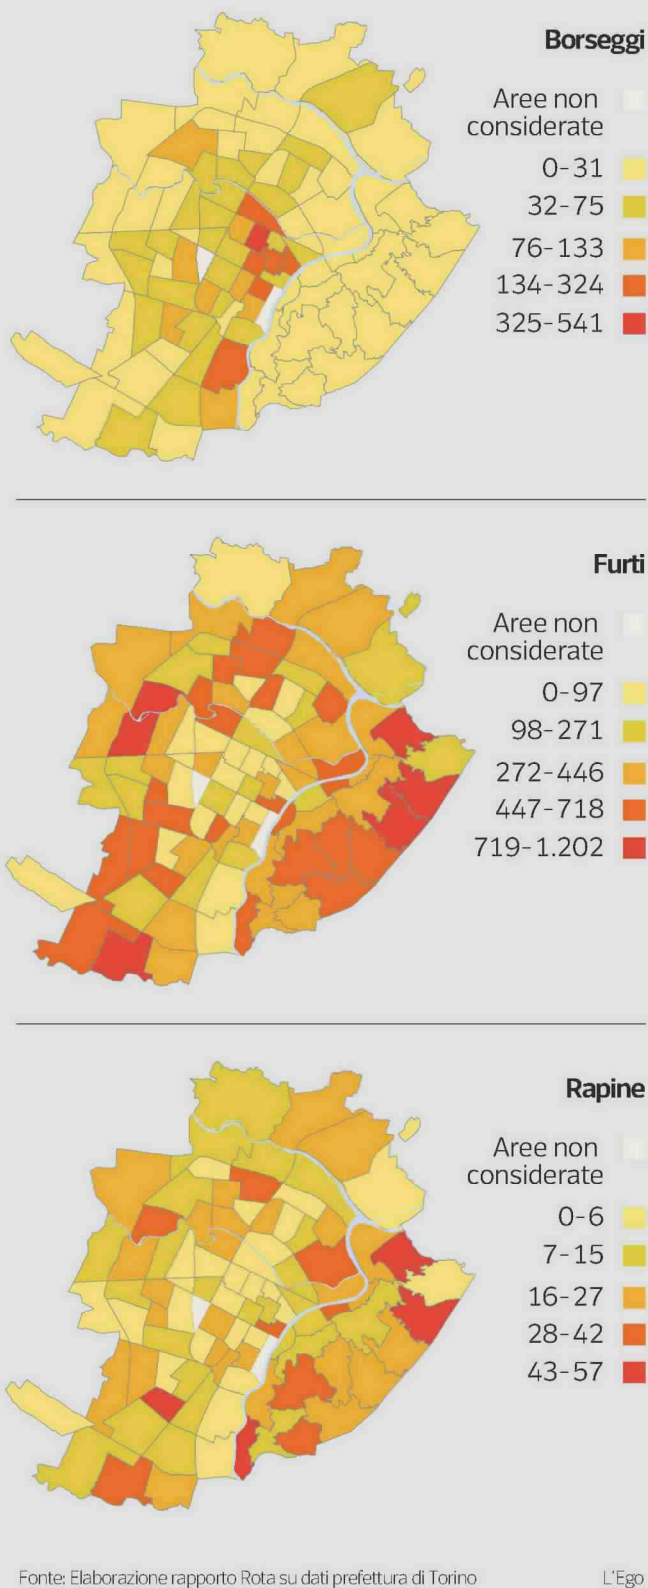 Borseggi
Aree non
considerate
0-31
32-75
76-133
134-324
325-541
Furti
Aree non
considerate
0-97
98-271
272-446
447-718
719-1.202
Rapine
Aree non
considerate
0-6
7-15
16-27
28-42
43-57
Fonte: Elaborazione rapporto Rota su dati prefettura di Torino
L'Ego